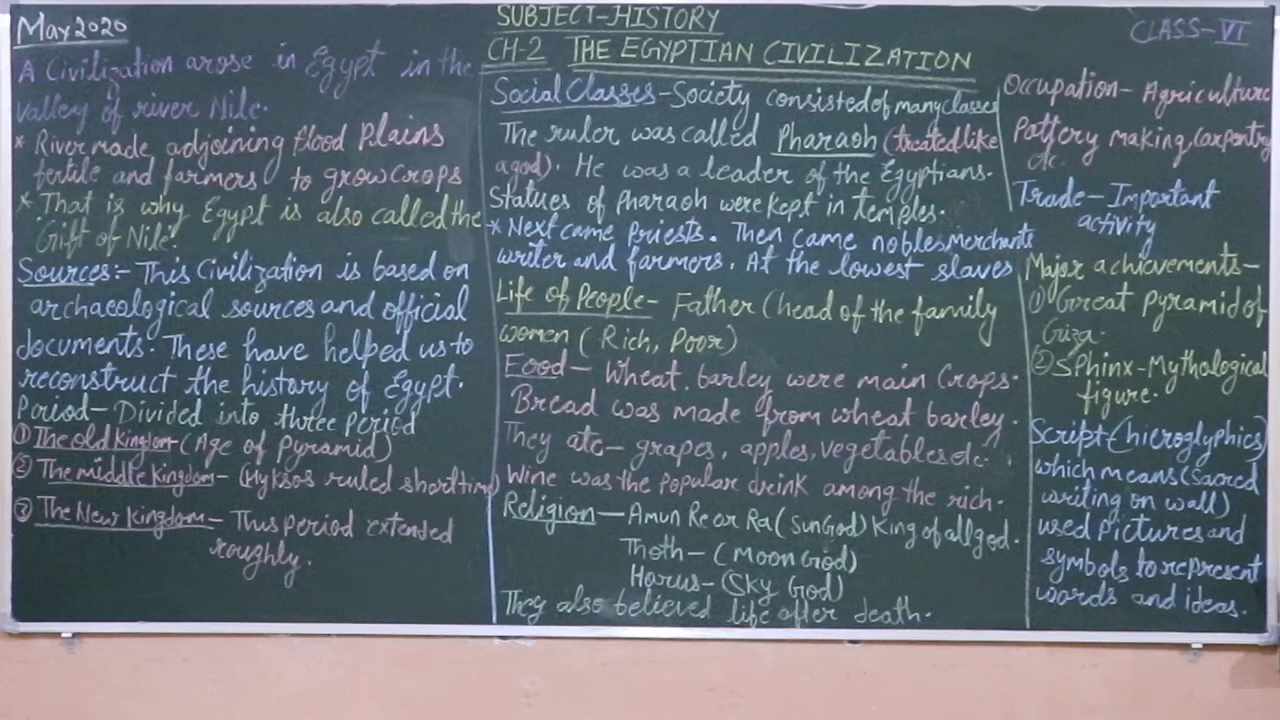 May 2020
SUBJECT-HISTORY
CLASS-VI
CH-2 THE EGYPTIAN CIVILIZATION
A Civilization arose in Egypt in the
valley of river Nile.
* River made adjoining flood Plains
fertile and farmers to grow crops
* That is why Egypt is also called the
Gift of Nile.
Sources:- This Civilization is based on
archaeological sources and official
documents. These have helped us to
reconstruct the history of Egypt.
Period- Divided into three Period
① The old Kingdom- (Age of Pyramid)
② The middle Kingdom- (Hyksos ruled short time)
③ The New Kingdom- This period extended
roughly.
Social Classes- Society consisted of many classes
The ruler was called Pharaoh (treated like
a god). He was a leader of the Egyptians.
Statues of Pharaoh were kept in temples.
* Next came Priests. Then came nobles Merchants
writer and farmers. At the lowest slaves
Life of People- Father (head of the family
women ( Rich, Poor)
Food- Wheat, barley were main Crops.
Bread was made from wheat barley.
They ate- grapes, apples, vegetables etc.
Wine was the popular drink among the rich.
Religion- Amun Re or Ra (Sun God) King of all god.
Thoth- (Moon God)
Horus- (Sky God)
They also believed life after death.
Occupation- Agriculture
Pottery making, Carpentry
etc.
Trade- Important
activity
Major achievements-
① Great Pyramid of
Giza.
② Sphinx- Mythological
figure.
Script- (hieroglyphics)
which means (Sacred
writing on wall)
used Pictures and
symbols to represent
words and ideas.